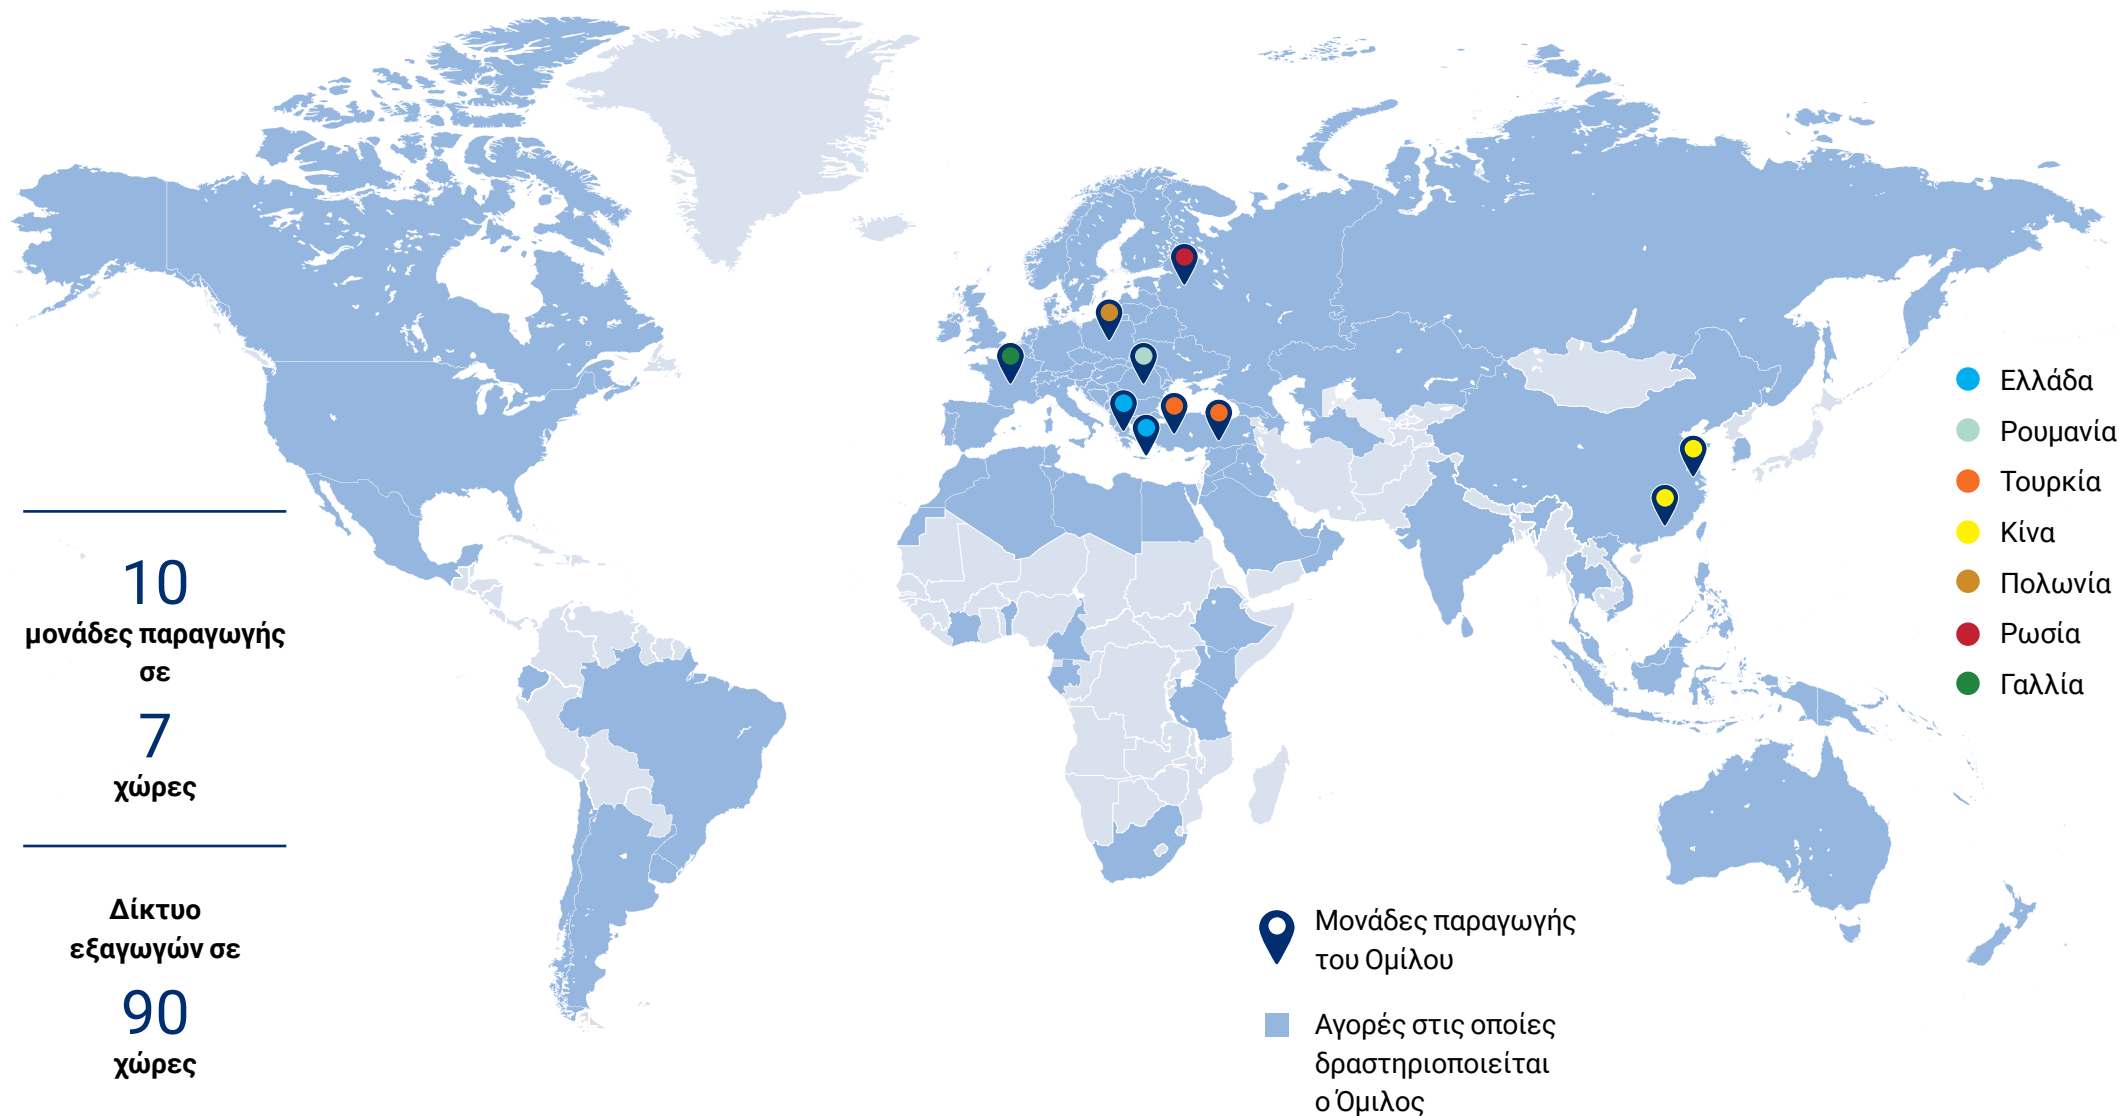 10
μονάδες παραγωγής
σε
7
χώρες
Δίκτυο
εξαγωγών σε
90
χώρες
Μονάδες παραγωγής
του Ομίλου
Αγορές στις οποίες
δραστηριοποιείται
ο Όμιλος
Ελλάδα
Ρουμανία
Τουρκία
Κίνα
Πολωνία
Ρωσία
Γαλλία